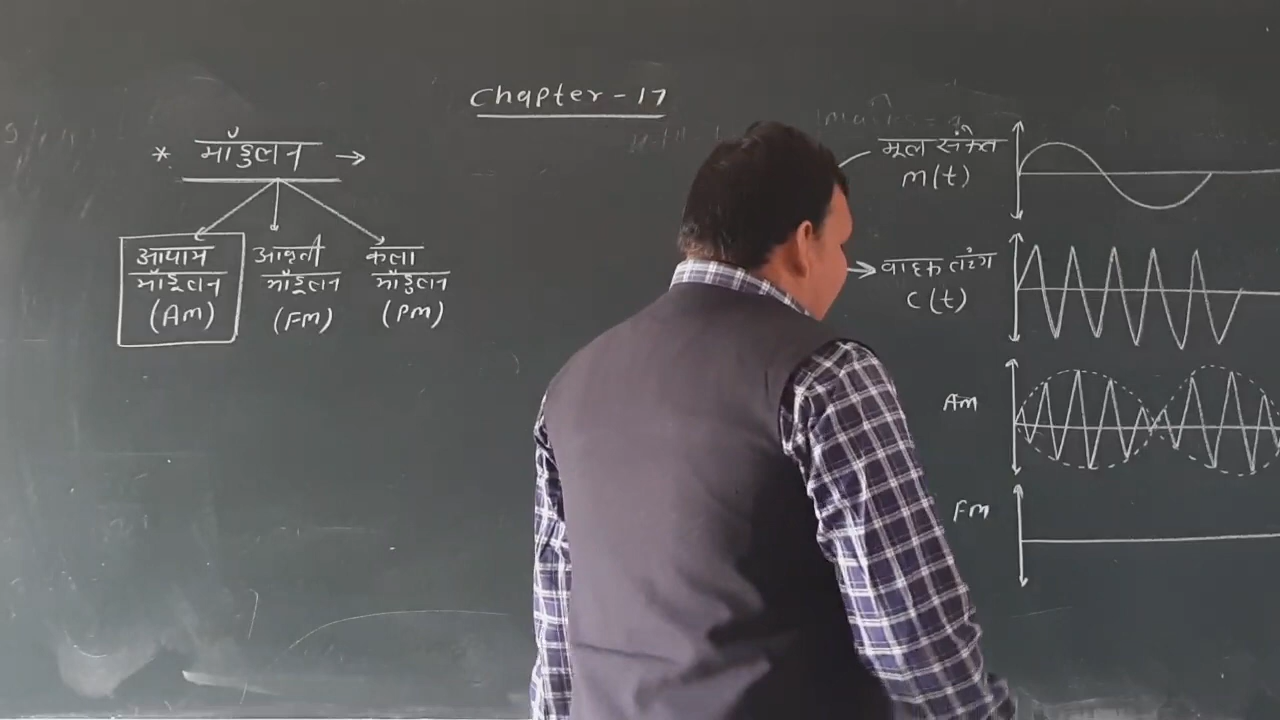 Chapter-17
* मॉडुलन →
आयाम
मॉडूलन
(Am)
आवृती
मॉडूलन
(Fm)
कला
मॉडुलन
(Pm)
मूल संकेत
m(t)
वाहक तरंग
c(t)
Am
Fm